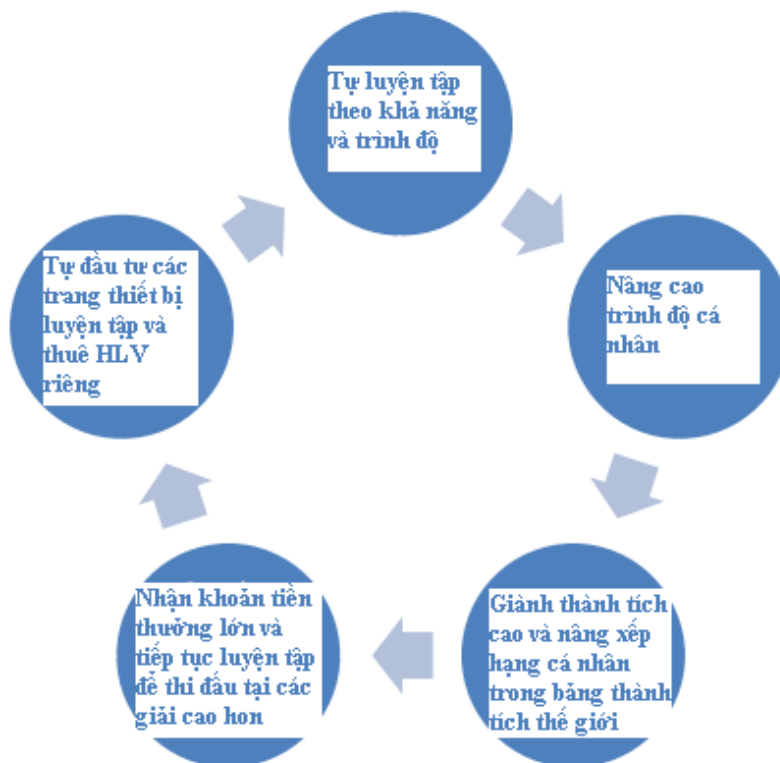 Tự luyện tập
theo khả năng
và trình độ
Nâng cao
trình độ cá
nhân
Giành thành tích
cao và nâng xếp
hạng cá nhân
trong bảng thành
tích thế giới
Nhận khoản tiền
thưởng lớn và
tiếp tục luyện tập
để thi đấu tại các
giải cao hon
Tự đầu tư các
trang thiết bị
luyện tập và
thuê HLV
riêng